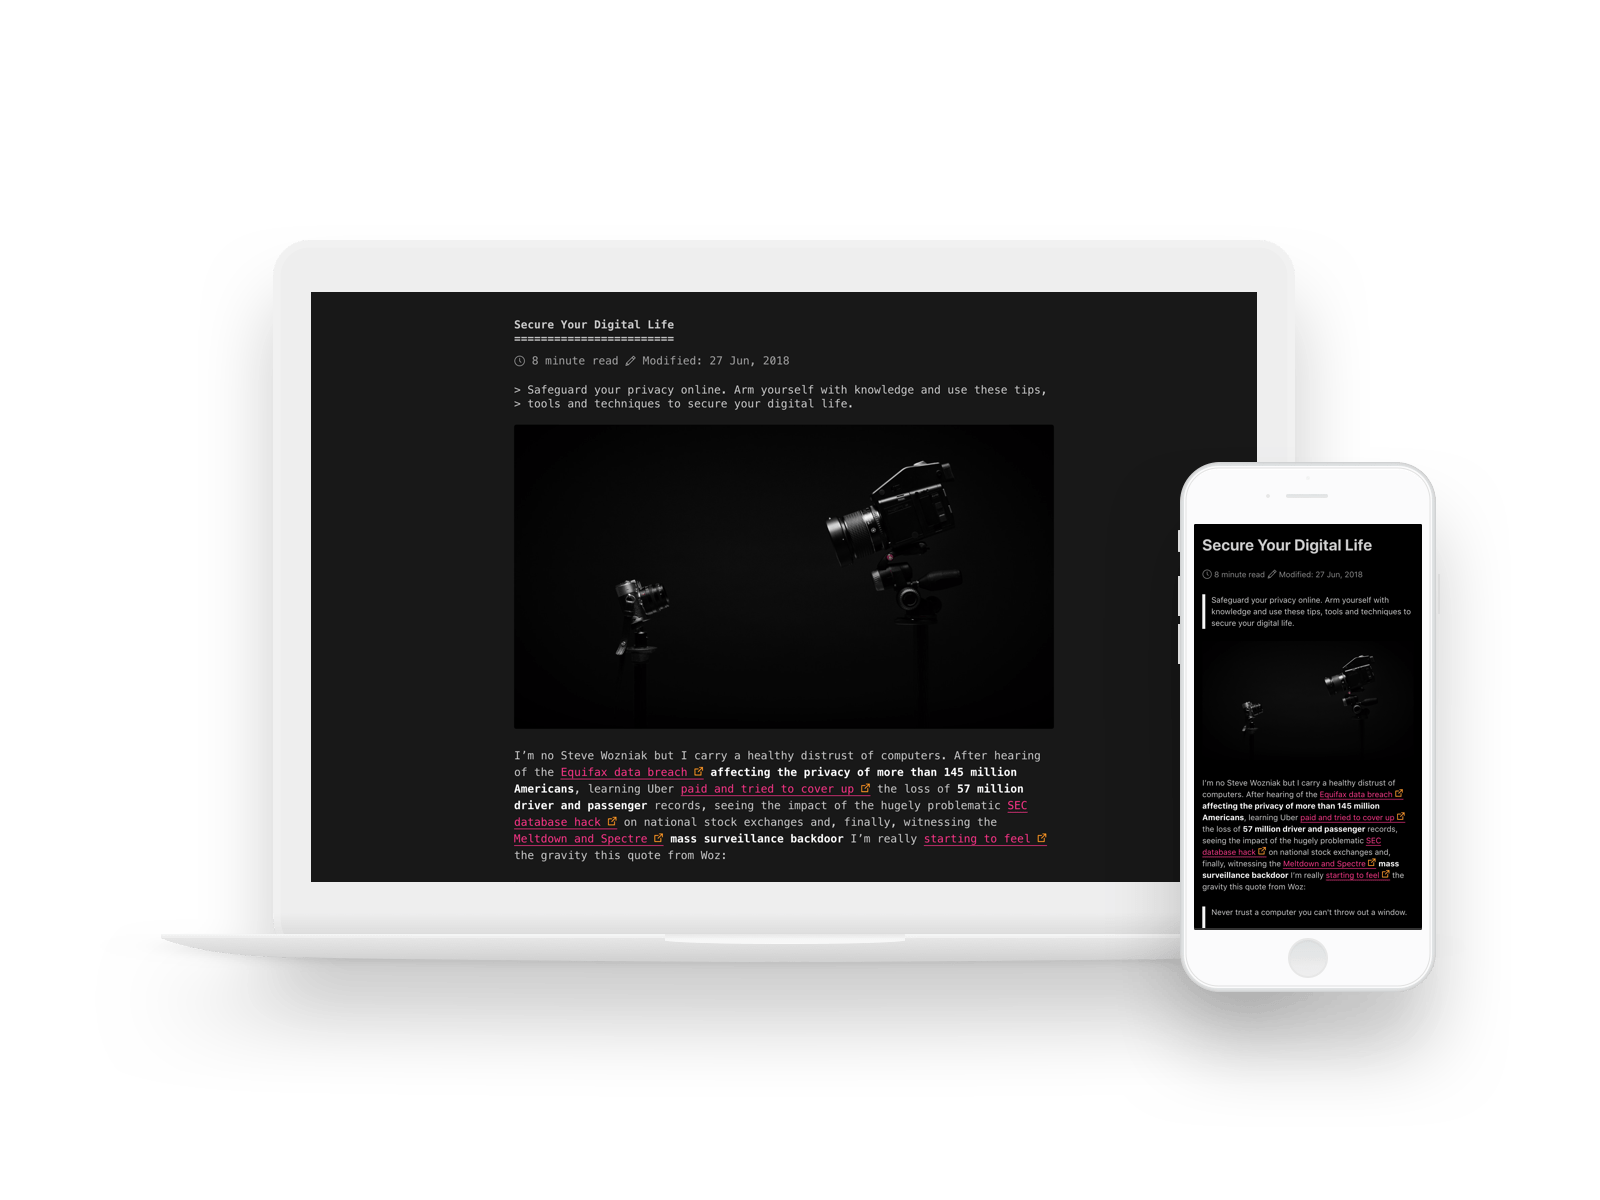 Secure Your Digital Life
========================
8 minute read Modified: 27 Jun, 2018
> Safeguard your privacy online. Arm yourself with knowledge and use these tips,
> tools and techniques to secure your digital life.
I’m no Steve Wozniak but I carry a healthy distrust of computers. After hearing
of the Equifax data breach affecting the privacy of more than 145 million
Americans, learning Uber paid and tried to cover up the loss of 57 million
driver and passenger records, seeing the impact of the hugely problematic SEC
database hack on national stock exchanges and, finally, witnessing the
Meltdown and Spectre mass surveillance backdoor I’m really starting to feel
the gravity this quote from Woz:
Secure Your Digital Life
8 minute read Modified: 27 Jun, 2018
Safeguard your privacy online. Arm yourself with
knowledge and use these tips, tools and techniques to
secure your digital life.
I’m no Steve Wozniak but I carry a healthy distrust of
computers. After hearing of the Equifax data breach
affecting the privacy of more than 145 million
Americans, learning Uber paid and tried to cover up
the loss of 57 million driver and passenger records,
seeing the impact of the hugely problematic SEC
database hack on national stock exchanges and,
finally, witnessing the Meltdown and Spectre mass
surveillance backdoor I’m really starting to feel the
gravity this quote from Woz:
Never trust a computer you can’t throw out a window.